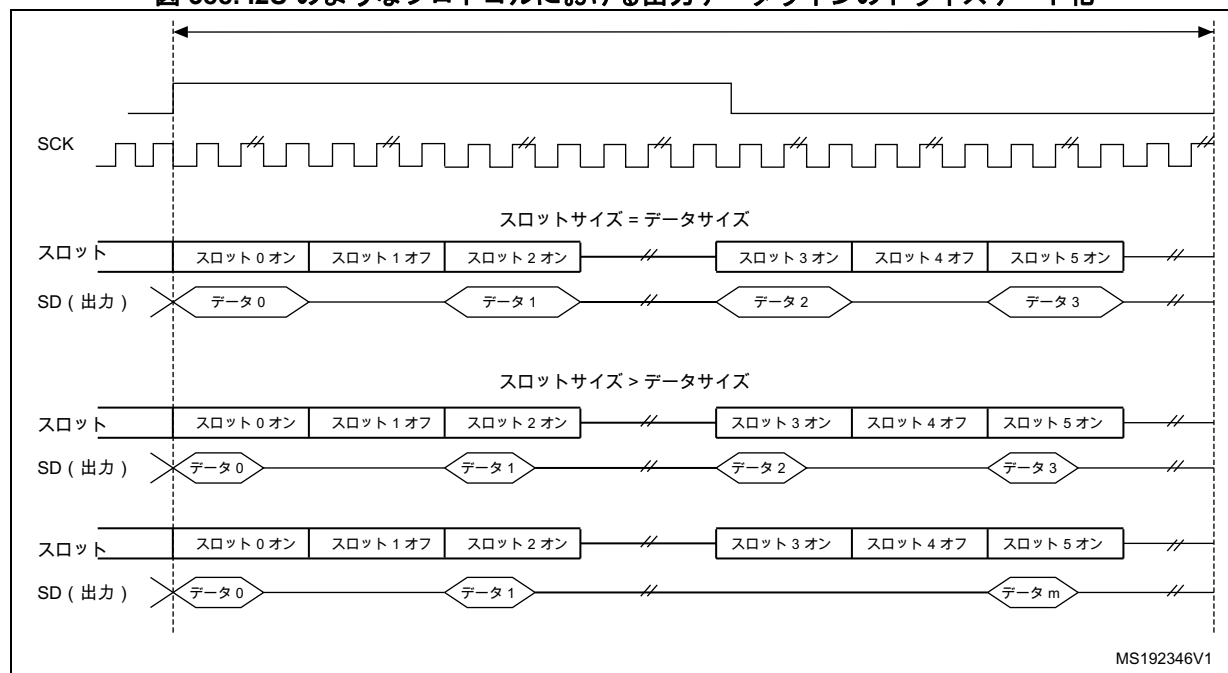 SCK
スロットサイズ = データサイズ
スロット スロット 0 オン スロット 1 オフ スロット 2 オン スロット 3 オン スロット 4 オフ スロット 5 オン
SD ( 出力 ) データ 0 データ 1 データ 2 データ 3
スロットサイズ > データサイズ
スロット スロット 0 オン スロット 1 オフ スロット 2 オン スロット 3 オン スロット 4 オフ スロット 5 オン
SD ( 出力 ) データ 0 データ 1 データ 2 データ 3
スロット スロット 0 オン スロット 1 オフ スロット 2 オン スロット 3 オン スロット 4 オフ スロット 5 オン
SD ( 出力 ) データ 0 データ 1 データ m
MS192346V1